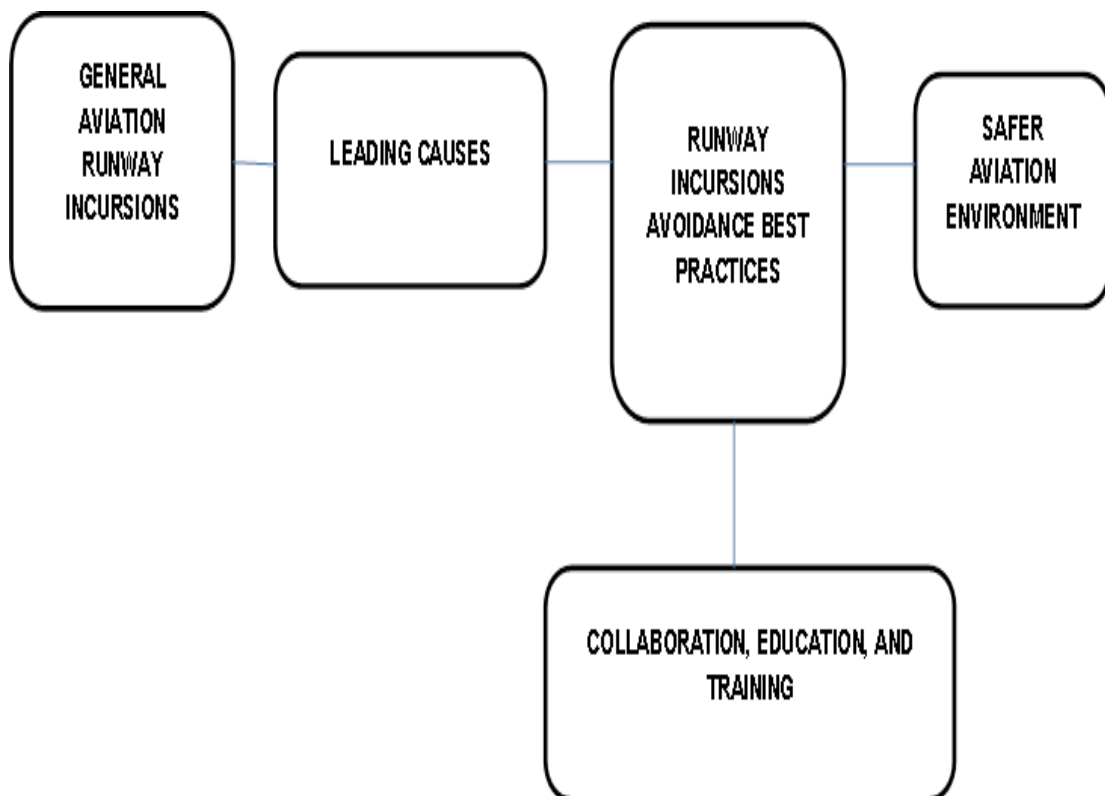 GENERAL
AVIATION
RUNWAY
INCURSIONS
LEADING CAUSES
RUNWAY
INCURSIONS
AVOIDANCE BEST
PRACTICES
SAFER
AVIATION
ENVIRONMENT
COLLABORATION, EDUCATION, AND
TRAINING